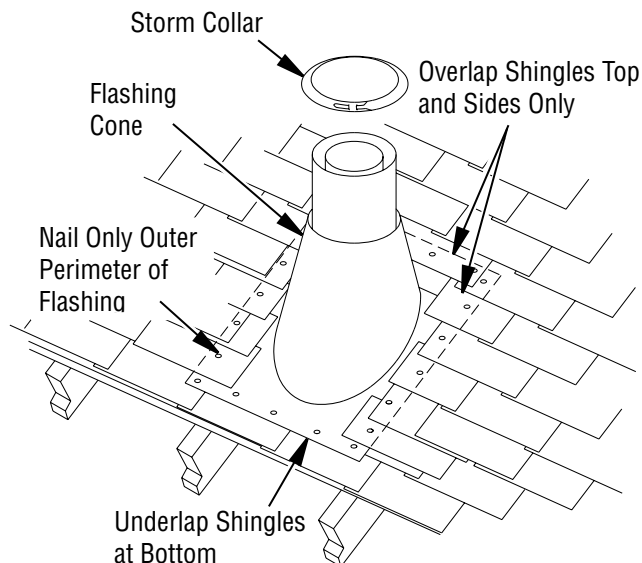 Storm Collar
Overlap Shingles Top
and Sides Only
Flashing
Cone
Nail Only Outer
Perimeter of
Flashing
Underlap Shingles
at Bottom